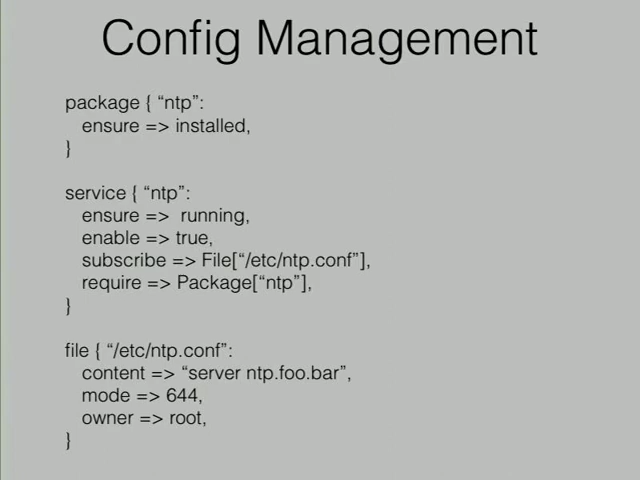 Config Management
package { “ntp”:
ensure => installed,
}
service { “ntp”:
ensure => running,
enable => true,
subscribe => File[“/etc/ntp.conf”],
require => Package[“ntp”],
}
file { “/etc/ntp.conf”:
content => “server ntp.foo.bar”,
mode => 644,
owner => root,
}